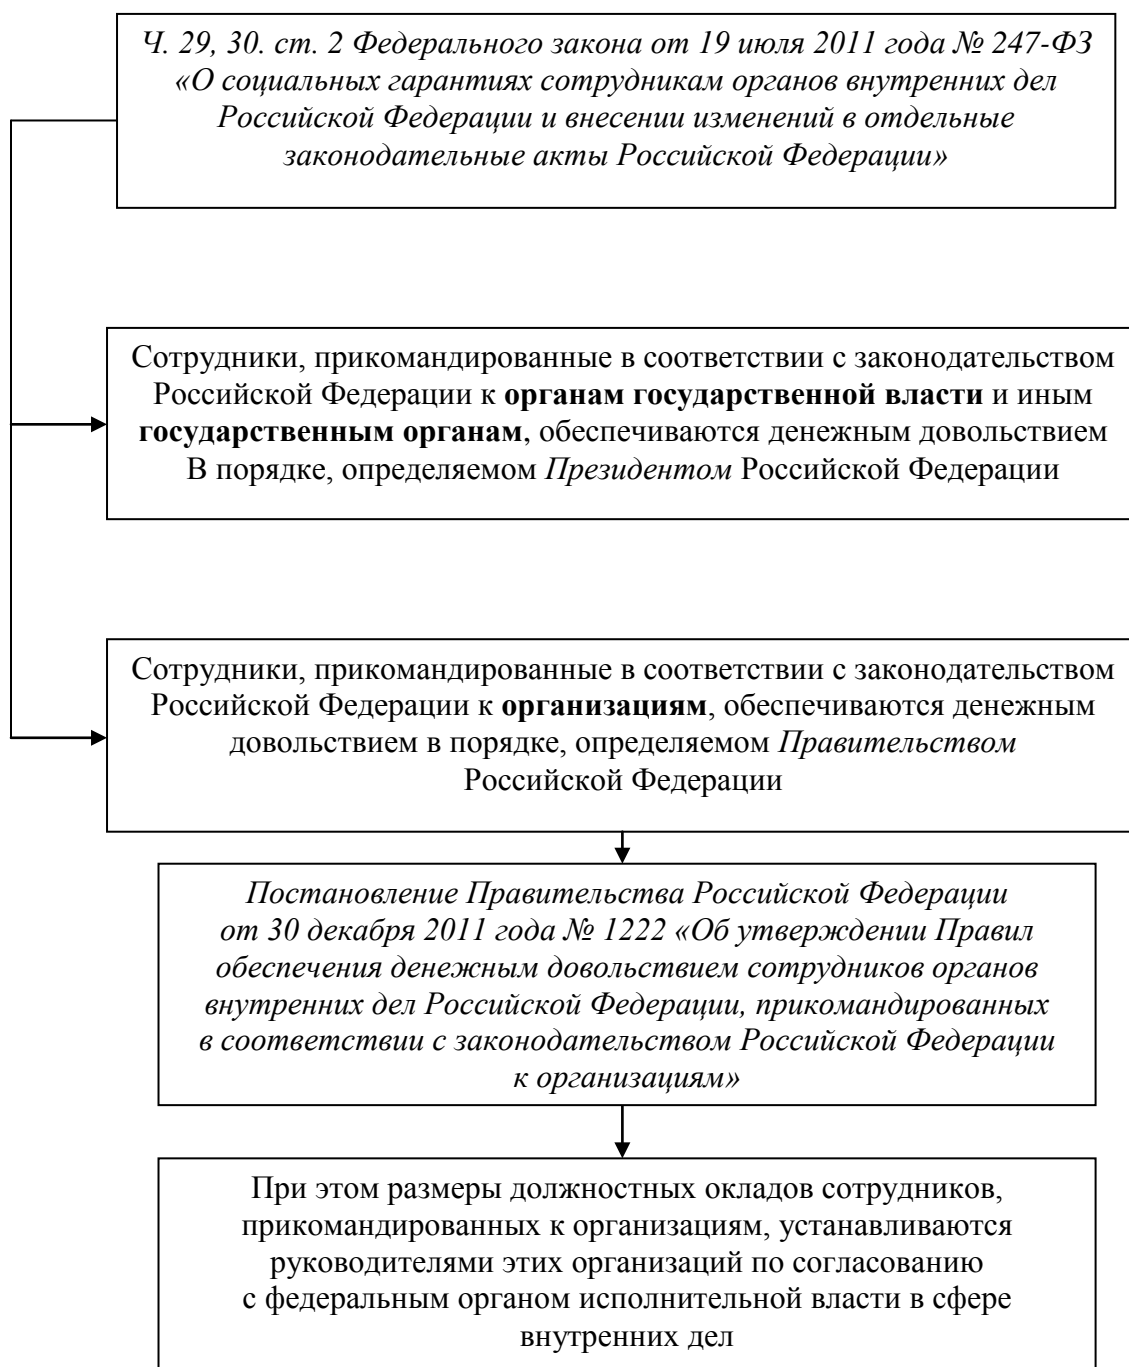 Ч. 29, 30. ст. 2 Федерального закона от 19 июля 2011 года № 247-ФЗ
«О социальных гарантиях сотрудникам органов внутренних дел
Российской Федерации и внесении изменений в отдельные
законодательные акты Российской Федерации»
Сотрудники, прикомандированные в соответствии с законодательством
Российской Федерации к органам государственной власти и иным
государственным органам, обеспечиваются денежным довольствием
В порядке, определяемом Президентом Российской Федерации
Сотрудники, прикомандированные в соответствии с законодательством
Российской Федерации к организациям, обеспечиваются денежным
довольствием в порядке, определяемом Правительством
Российской Федерации
Постановление Правительства Российской Федерации
от 30 декабря 2011 года № 1222 «Об утверждении Правил
обеспечения денежным довольствием сотрудников органов
внутренних дел Российской Федерации, прикомандированных
в соответствии с законодательством Российской Федерации
к организациям»
При этом размеры должностных окладов сотрудников,
прикомандированных к организациям, устанавливаются
руководителями этих организаций по согласованию
с федеральным органом исполнительной власти в сфере
внутренних дел